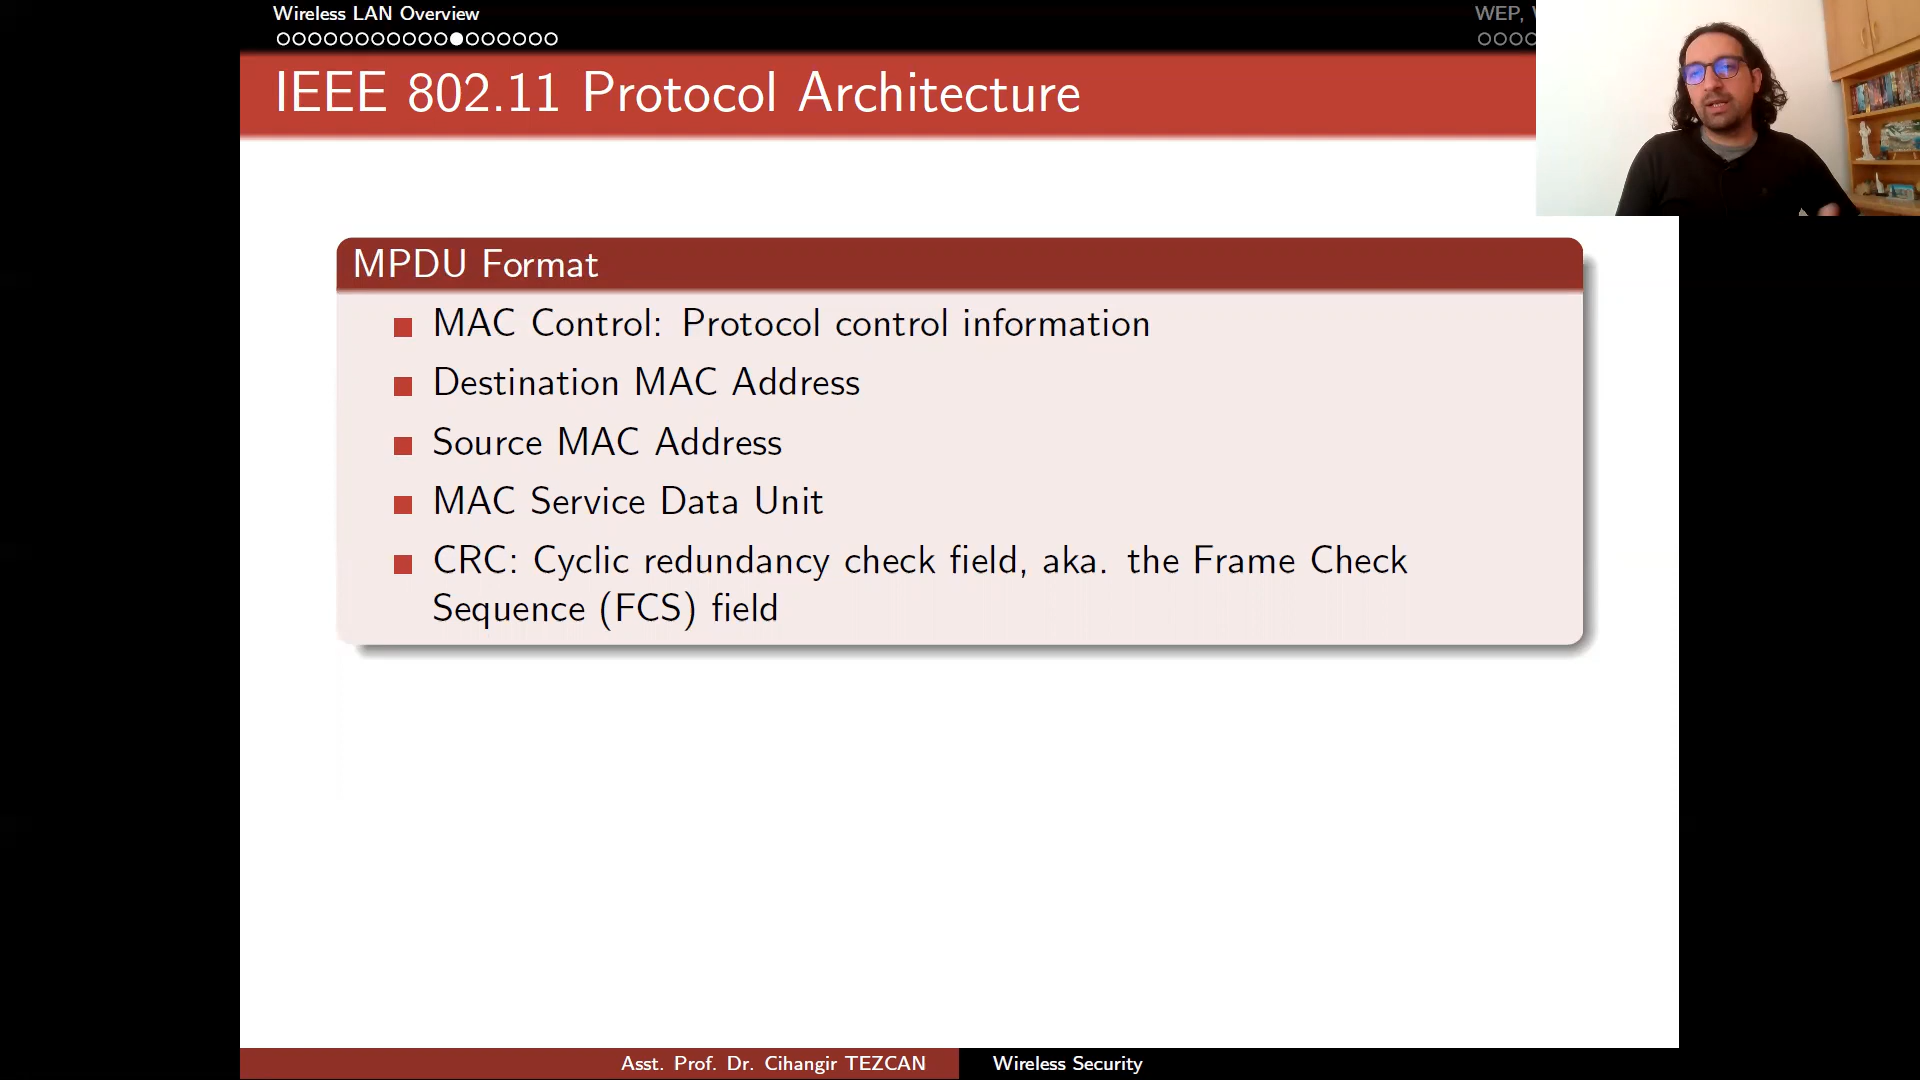 Wireless LAN Overview
WEP,
IEEE 802.11 Protocol Architecture
MPDU Format
MAC Control: Protocol control information
Destination MAC Address
Source MAC Address
MAC Service Data Unit
CRC: Cyclic redundancy check field, aka. the Frame Check
Sequence (FCS) field
Asst. Prof. Dr. Cihangir TEZCAN
Wireless Security